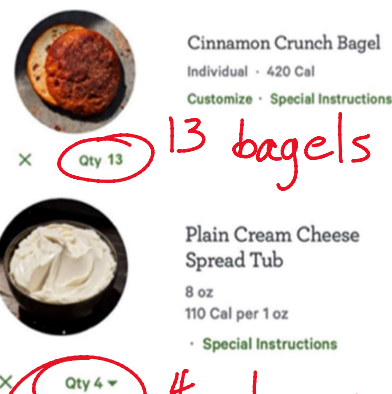 Cinnamon Crunch Bagel
Individual · 420 Cal
Customize · Special Instructions
× Qty 13
13 bagels
Plain Cream Cheese
Spread Tub
8 oz
110 Cal per 1 oz
· Special Instructions
× Qty 4
4